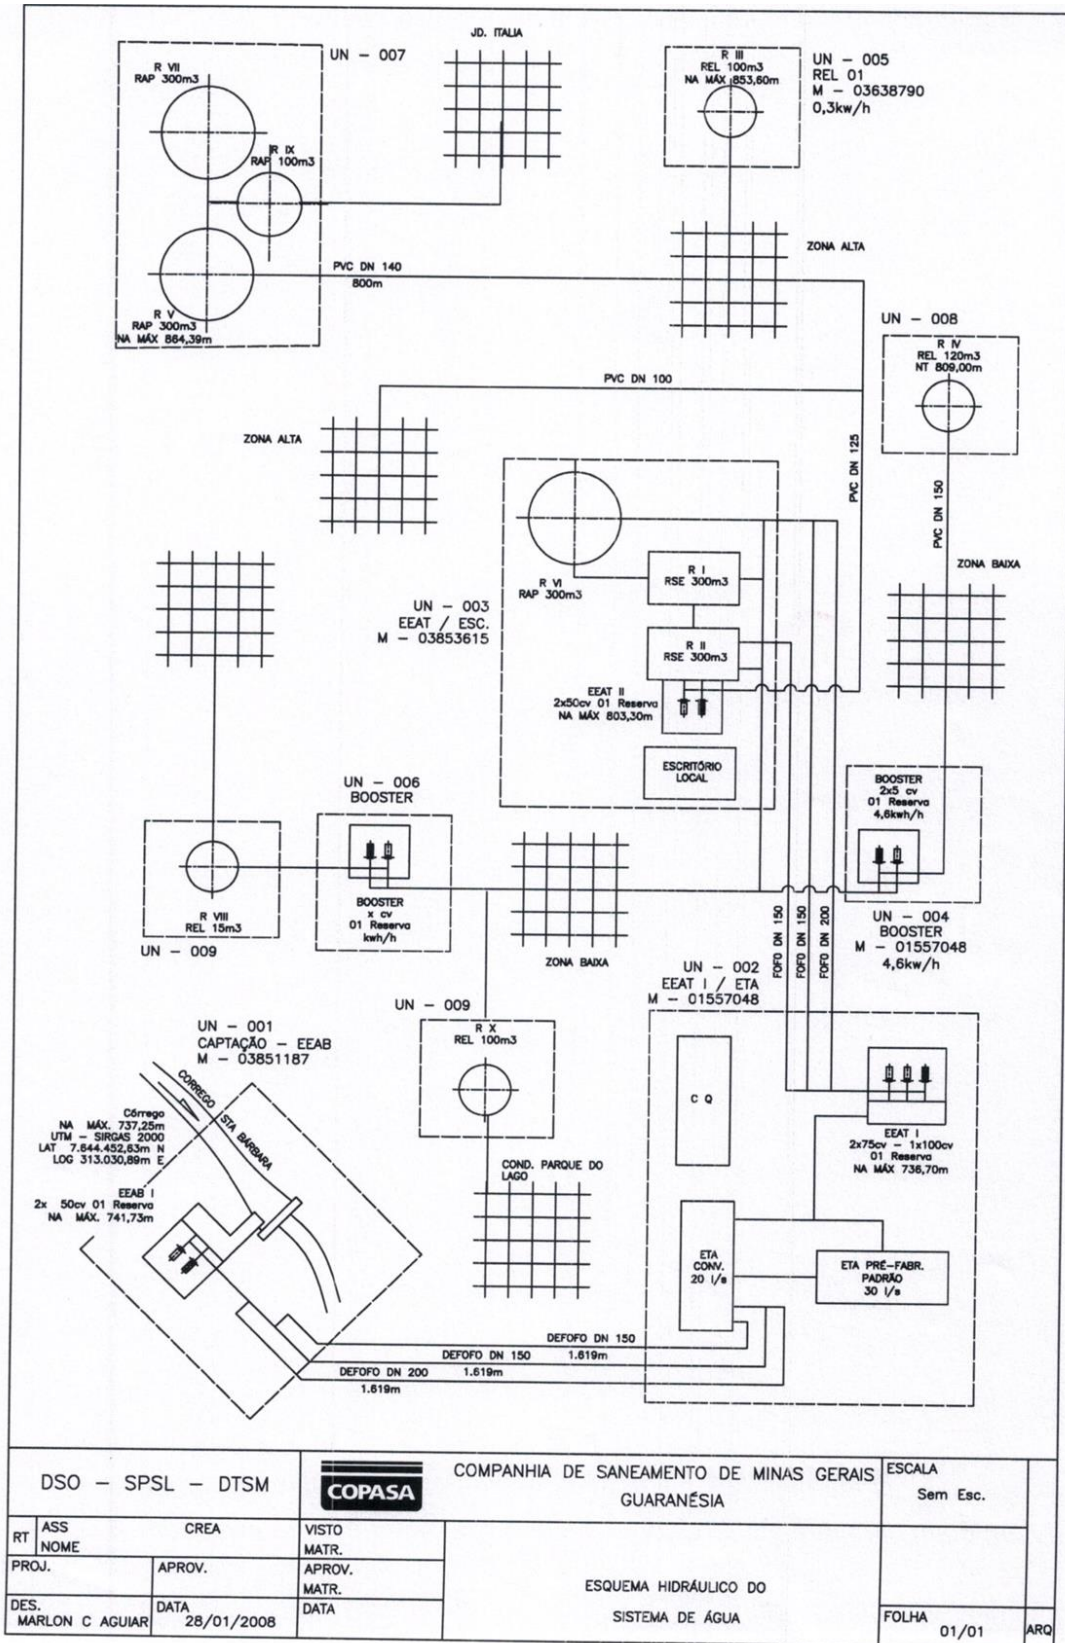 JD. ITALIA
UN - 007
R VII
RAP 300m3
R IX
RAP 100m3
R V
RAP 300m3
NA MÁX 864,39m
PVC DN 140
800m
R III
REL 100m3
NA MÁX 853,60m
UN - 005
REL 01
M - 03638790
0,3kw/h
ZONA ALTA
UN - 008
R IV
REL 120m3
NT 809,00m
PVC DN 100
ZONA ALTA
PVC DN 125
PVC DN 150
ZONA BAIXA
R VI
RAP 300m3
R I
RSE 300m3
R II
RSE 300m3
UN - 003
EEAT / ESC.
M - 03853615
EEAT II
2x50cv 01 Reserva
NA MÁX 803,30m
ESCRITÓRIO
LOCAL
UN - 006
BOOSTER
BOOSTER
x cv
01 Reserva
kwh/h
R VIII
REL 15m3
UN - 009
BOOSTER
2x5 cv
01 Reserva
4,6kwh/h
UN - 004
BOOSTER
M - 01557048
4,6kw/h
ZONA BAIXA
FOFO DN 150
FOFO DN 150
FOFO DN 200
UN - 002
EEAT I / ETA
M - 01557048
UN - 009
R X
REL 100m3
COND. PARQUE DO
LAGO
UN - 001
CAPTAÇÃO - EEAB
M - 03851187
CORREGO STA BÁRBARA
Córrego
NA MÁX. 737,25m
UTM - SIRGAS 2000
LAT 7.644.452,63m N
LOG 313.030,89m E
EEAB I
2x 50cv 01 Reserva
NA MÁX. 741,73m
C Q
EEAT I
2x75cv - 1x100cv
01 Reserva
NA MÁX 736,70m
ETA
CONV.
20 l/s
ETA PRÉ-FABR.
PADRÃO
30 l/s
DEFOFO DN 150
1.619m
DEFOFO DN 150
1.619m
DEFOFO DN 200
1.619m
DSO - SPSL - DTSM
COPASA
COMPANHIA DE SANEAMENTO DE MINAS GERAIS
GUARANÉSIA
ESCALA
Sem Esc.
RT
ASS
CREA
NOME
VISTO
MATR.
PROJ.
APROV.
APROV.
MATR.
DES.
MARLON C AGUIAR
DATA
28/01/2008
DATA
ESQUEMA HIDRÁULICO DO
SISTEMA DE ÁGUA
FOLHA
01/01
ARQ